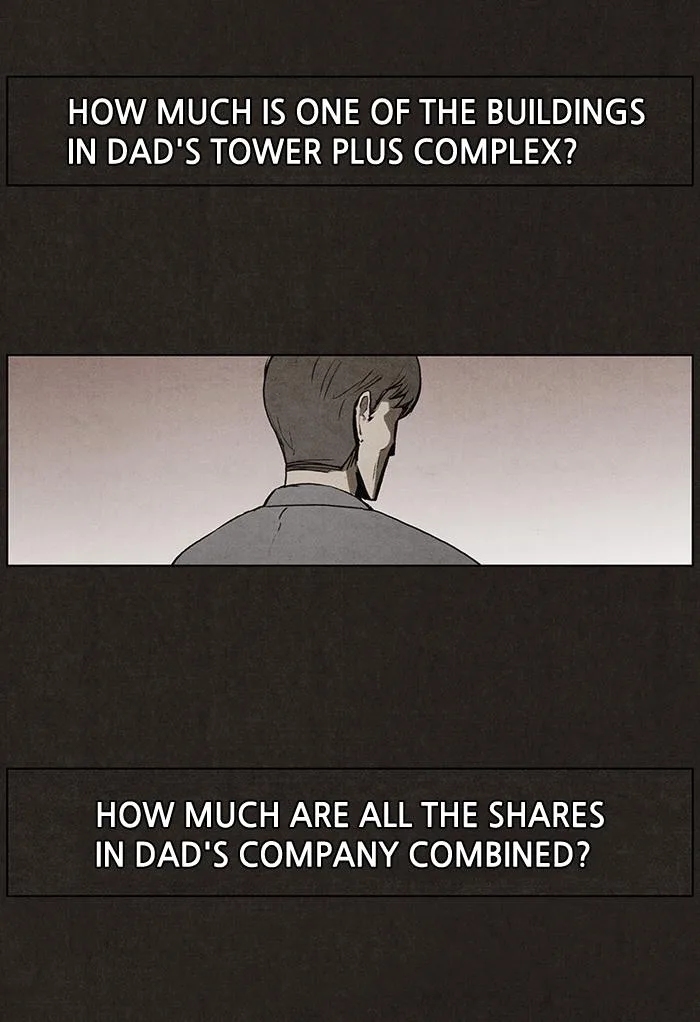 HOW MUCH IS ONE OF THE BUILDINGS
IN DAD'S TOWER PLUS COMPLEX?
HOW MUCH ARE ALL THE SHARES
IN DAD'S COMPANY COMBINED?